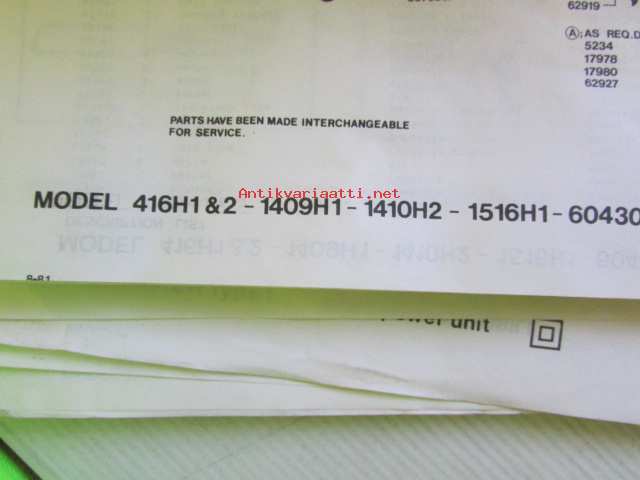 62919
Ⓐ;AS REQ.D
5234
17978
17980
62927
PARTS HAVE BEEN MADE INTERCHANGEABLE
FOR SERVICE.
Antikvariaatti.net
MODEL 416H1 & 2 - 1409H1 - 1410H2 - 1516H1 - 60430
8-81
Power unit